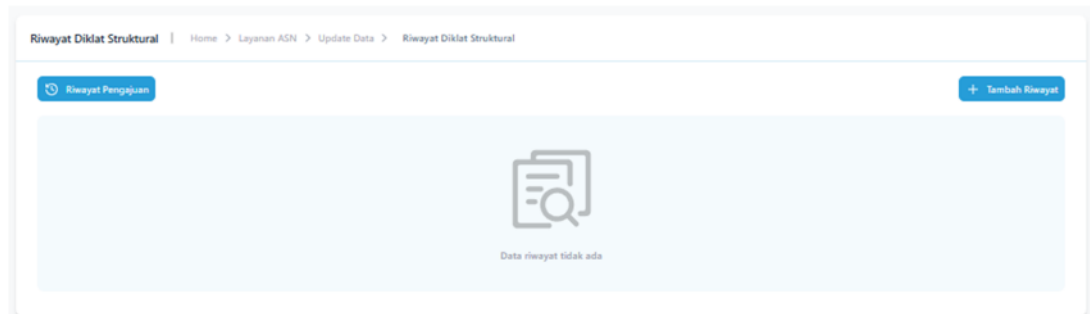 Riwayat Diklat Struktural | Home > Layanan ASN > Update Data > Riwayat Diklat Struktural
Riwayat Pengajuan
+ Tambah Riwayat
Data riwayat tidak ada